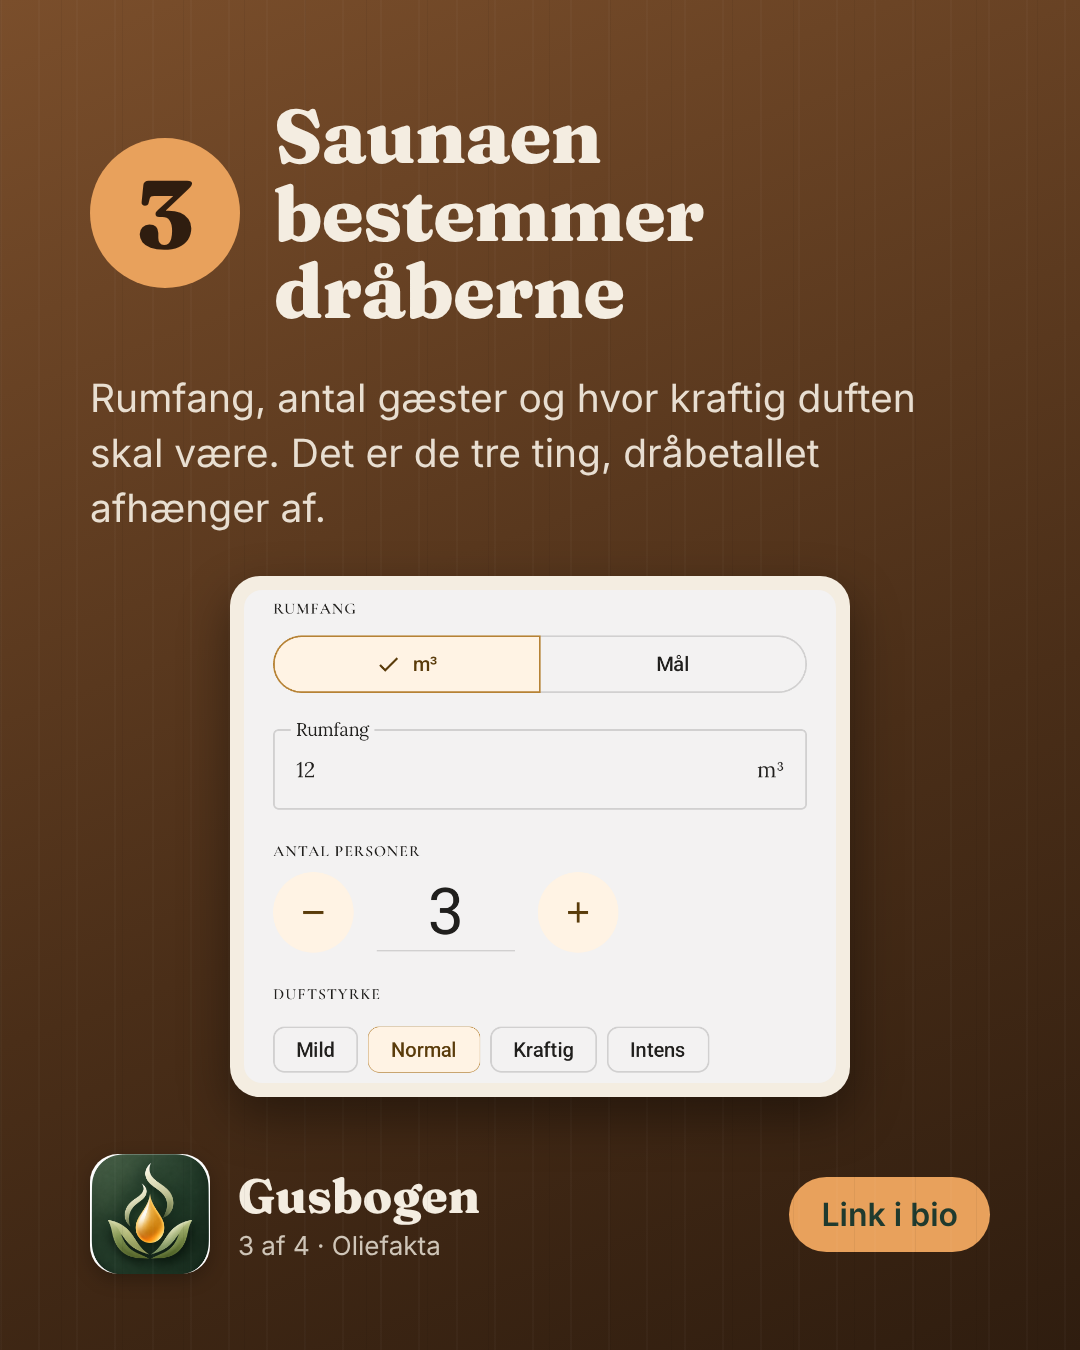 3
Saunaen
bestemmer
dråberne
Rumfang, antal gæster og hvor kraftig duften
skal være. Det er de tre ting, dråbetallet
afhænger af.
RUMFANG
m³
Mål
Rumfang
12
m³
ANTAL PERSONER
− 3 +
DUFTSTYRKE
Mild Normal Kraftig Intens
Gusbogen
3 af 4 · Oliefakta
Link i bio